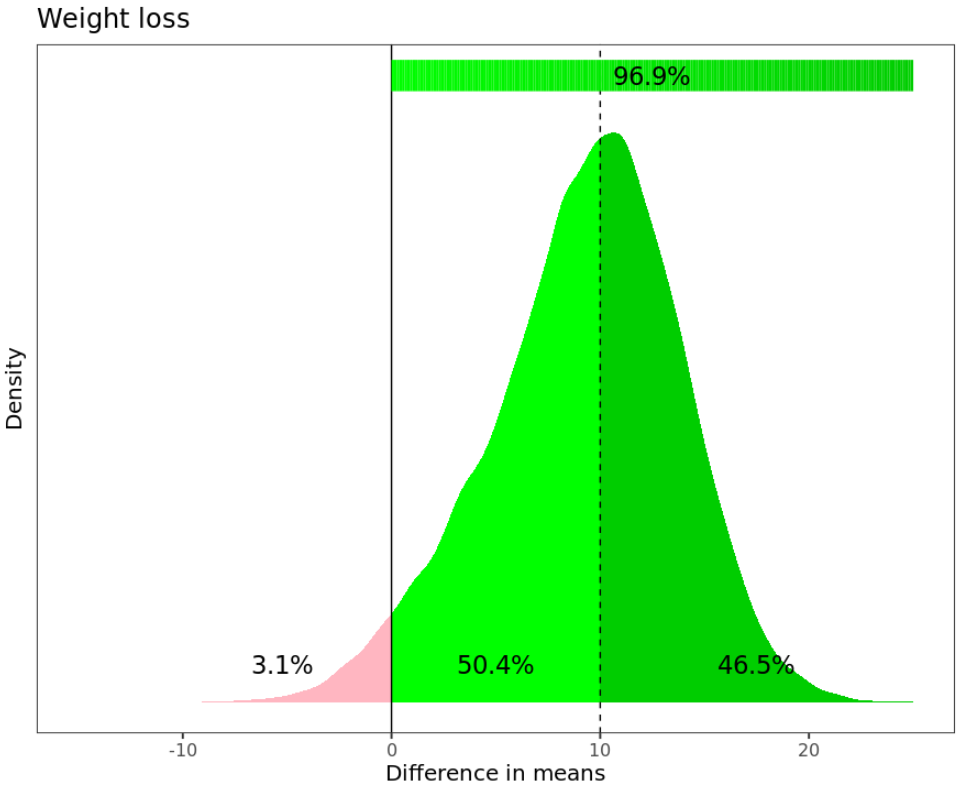 Weight loss
96.9%
Density
3.1%
50.4%
46.5%
-10
0
10
20
Difference in means